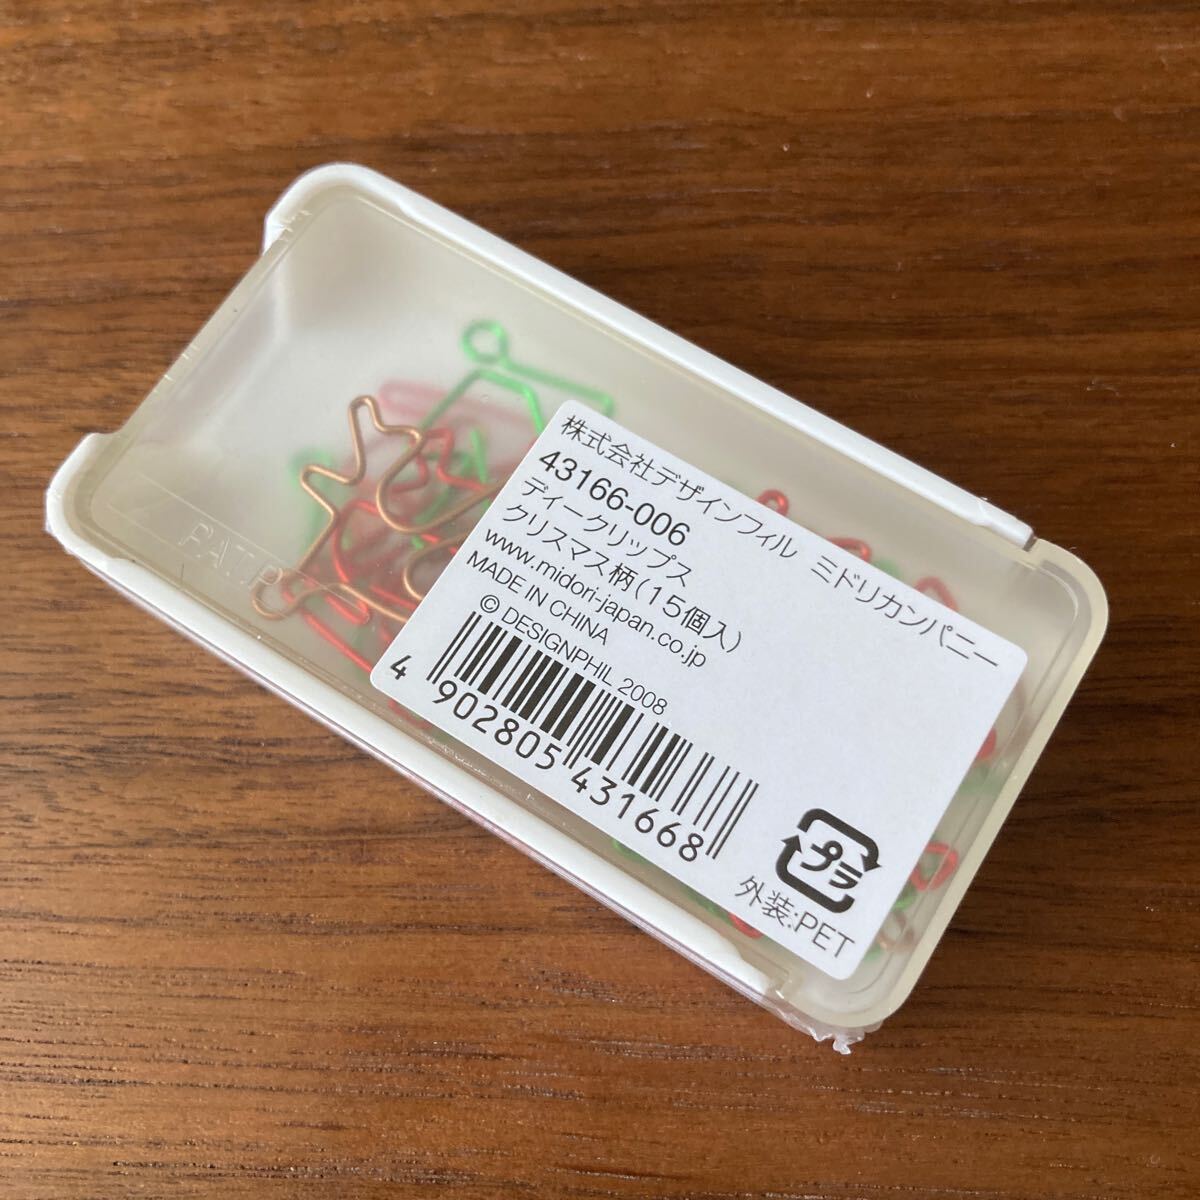 株式会社デザインフィル ミドリカンパニー
43166-006
ディークリップス
クリスマス柄(15個入)
www.midori-japan.co.jp
MADE IN CHINA
© DESIGNPHIL 2008
4 902805 431668
プラ
外装:PET
PAT.P